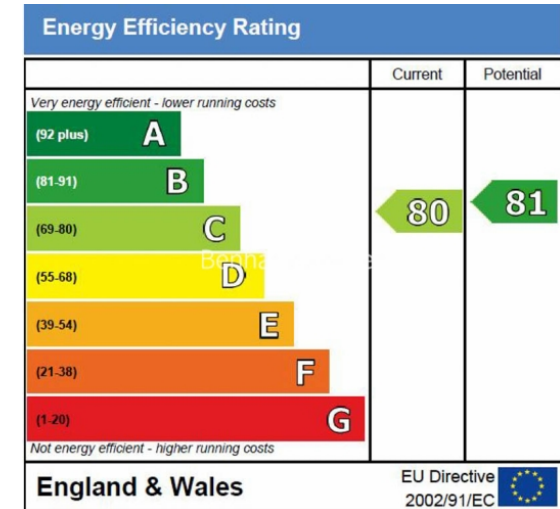 Energy Efficiency Rating
Current Potential
Very energy efficient - lower running costs
(92 plus) A
(81-91) B
(69-80) C
80 81
(55-68) D
(39-54) E
(21-38) F
(1-20) G
Not energy efficient - higher running costs
England & Wales
EU Directive
2002/91/EC